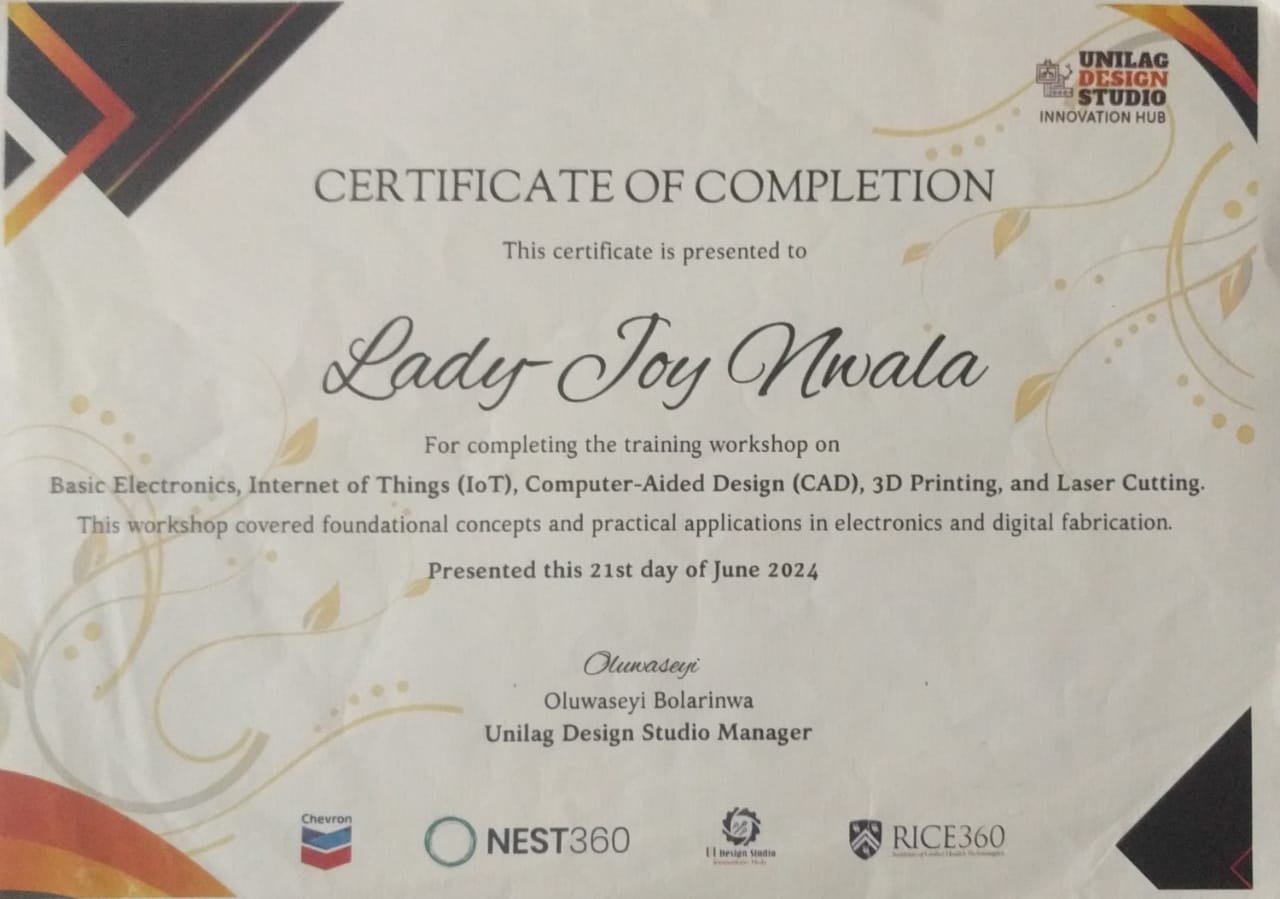 UNILAG
DESIGN
STUDIO
INNOVATION HUB
CERTIFICATE OF COMPLETION
This certificate is presented to
Lady-Joy Nwala
For completing the training workshop on
Basic Electronics, Internet of Things (IoT), Computer-Aided Design (CAD), 3D Printing, and Laser Cutting.
This workshop covered foundational concepts and practical applications in electronics and digital fabrication.
Presented this 21st day of June 2024
Oluwaseyi
Oluwaseyi Bolarinwa
Unilag Design Studio Manager
Chevron
NEST360
Design Studio
RICE360